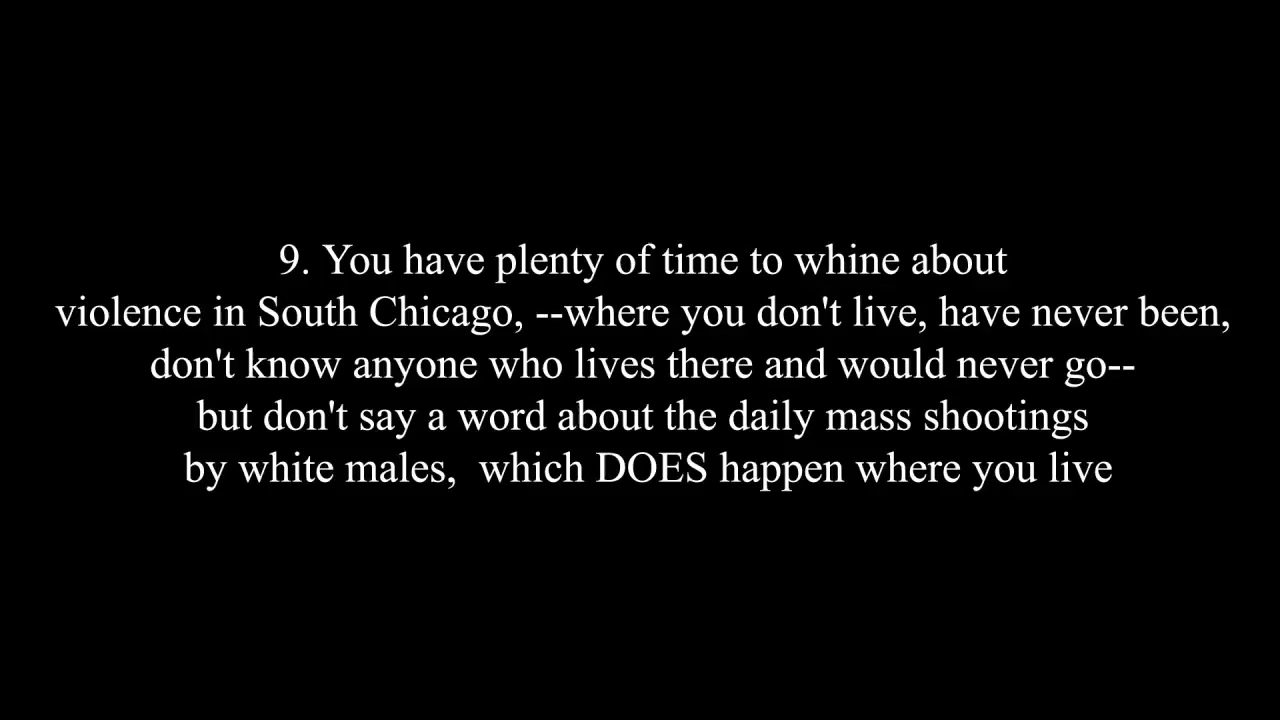 9. You have plenty of time to whine about
violence in South Chicago, --where you don't live, have never been,
don't know anyone who lives there and would never go--
but don't say a word about the daily mass shootings
by white males,  which DOES happen where you live